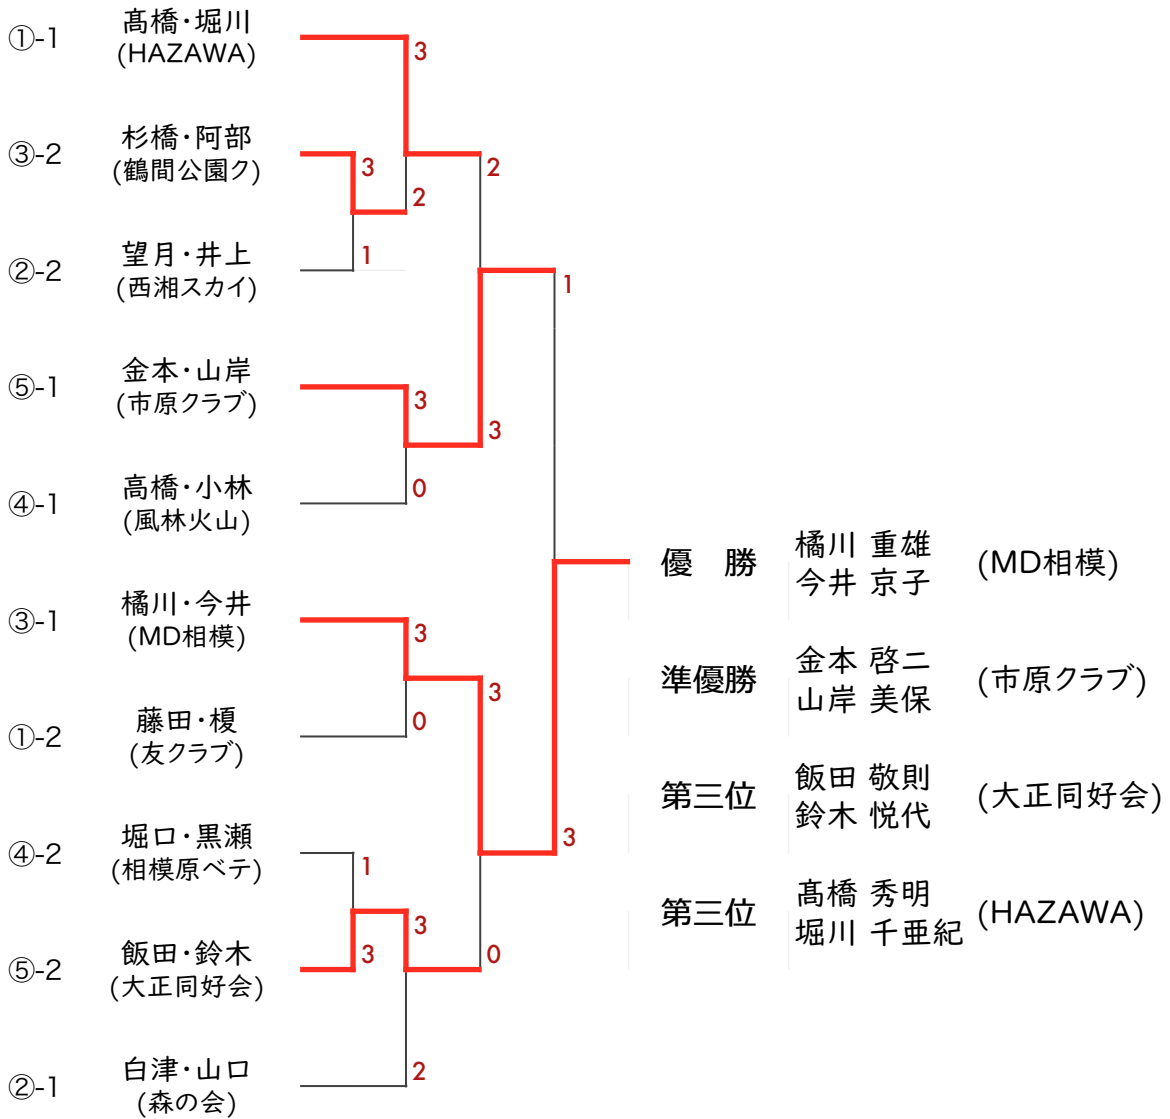 ①-1
髙橋・堀川
(HAZAWA)
3
③-2
杉橋・阿部
(鶴間公園ク)
3
2
2
②-2
望月・井上
(西湘スカイ)
1
1
⑤-1
金本・山岸
(市原クラブ)
3
3
④-1
高橋・小林
(風林火山)
0
③-1
橘川・今井
(MD相模)
3
3
①-2
藤田・榎
(友クラブ)
0
④-2
堀口・黒瀬
(相模原ベテ)
1
3
⑤-2
飯田・鈴木
(大正同好会)
3
3
0
②-1
白津・山口
(森の会)
2
優　勝
橘川 重雄
今井 京子
(MD相模)
準優勝
金本 啓二
山岸 美保
(市原クラブ)
第三位
飯田 敬則
鈴木 悦代
(大正同好会)
第三位
髙橋 秀明
堀川 千亜紀
(HAZAWA)